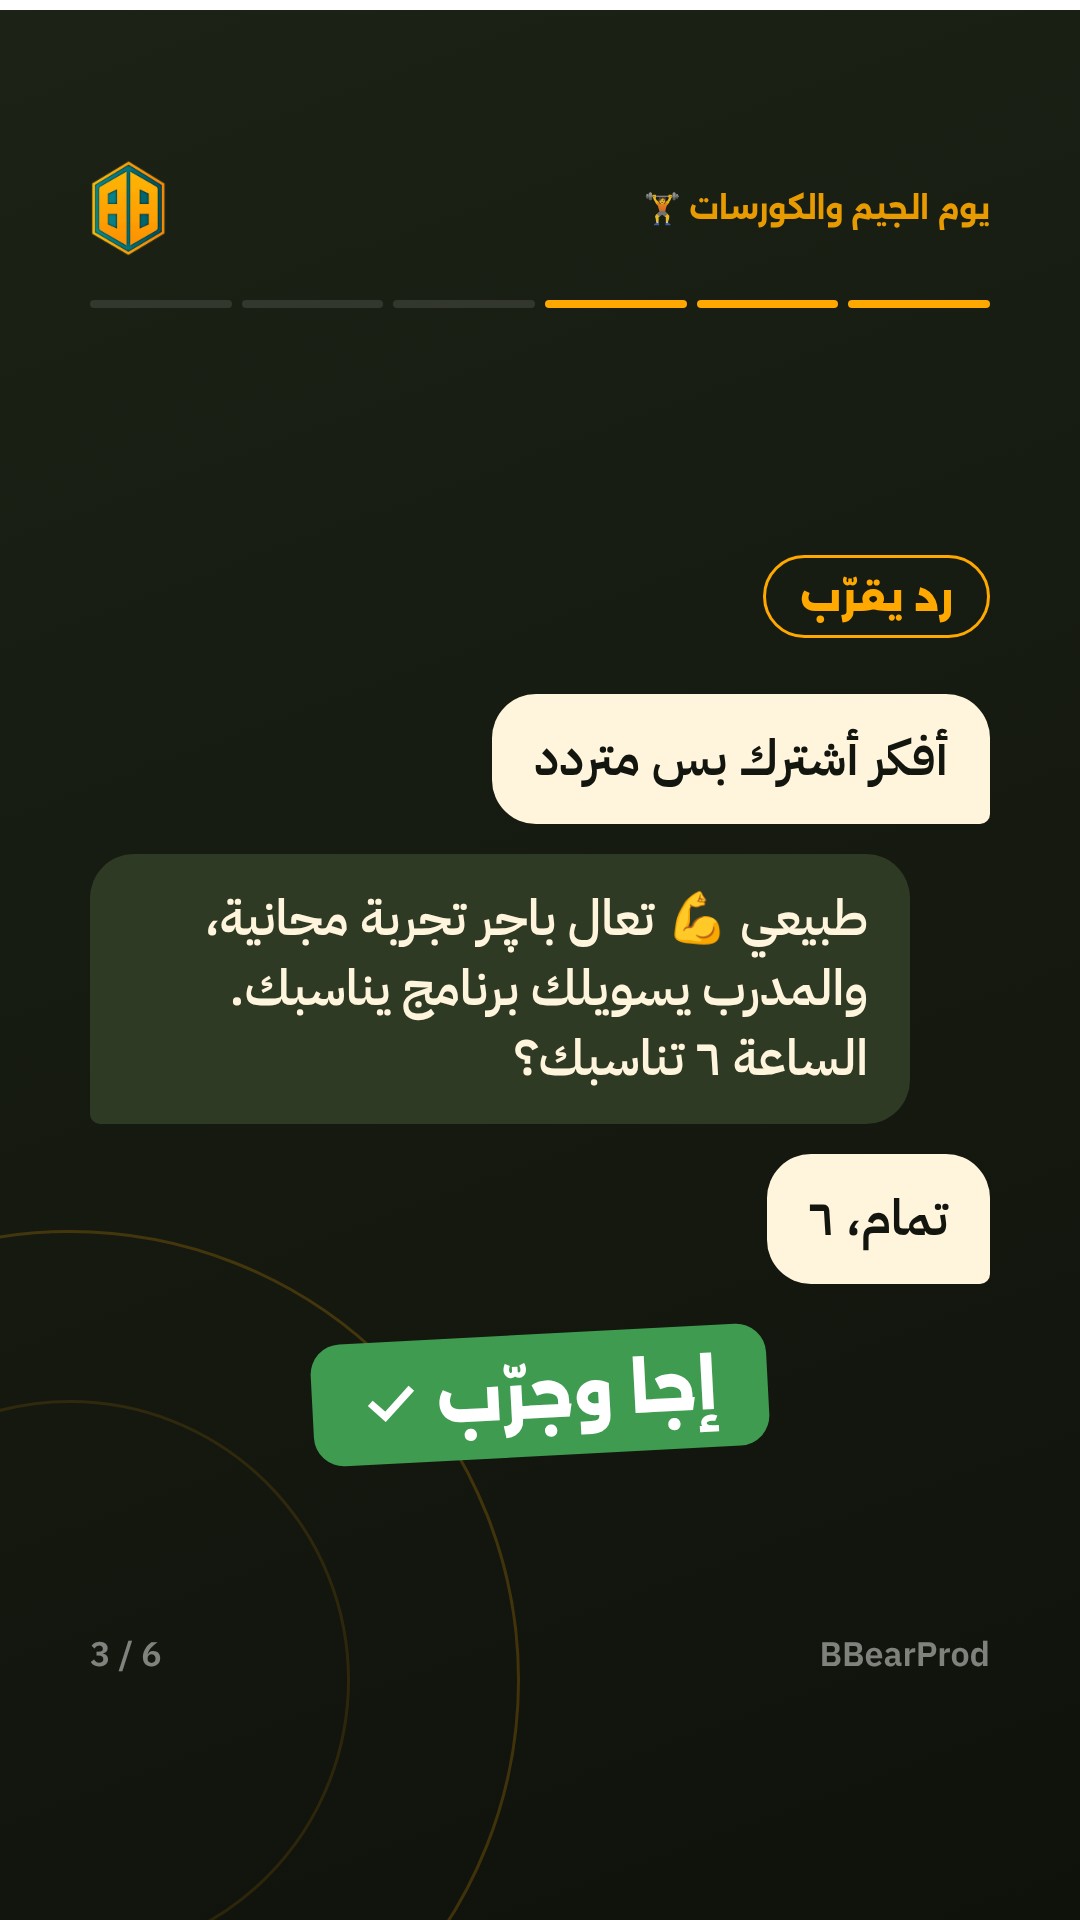 يوم الجيم والكورسات 🏋️
رد يقرّب
أفكر أشترك بس متردد
طبيعي 💪 تعال باچر تجربة مجانية،
والمدرب يسويلك برنامج يناسبك.
الساعة ٦ تناسبك؟
تمام، ٦
إجا وجرّب ✓
BBearProd
3 / 6